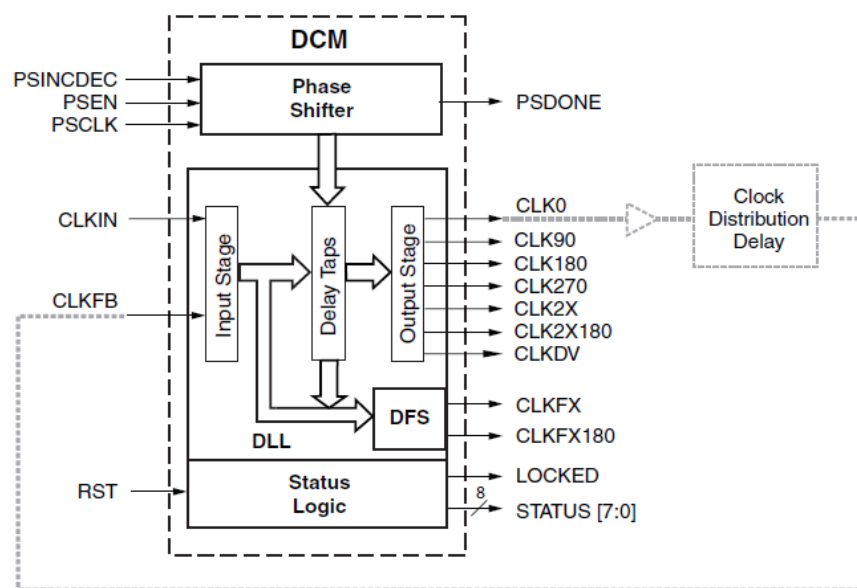 DCM
PSINCDEC
PSEN
PSCLK
Phase
Shifter
PSDONE
CLKIN
CLKFB
Input Stage
Delay Taps
Output Stage
CLK0
CLK90
CLK180
CLK270
CLK2X
CLK2X180
CLKDV
Clock
Distribution
Delay
DFS
CLKFX
CLKFX180
DLL
RST
Status
Logic
LOCKED
8
STATUS [7:0]